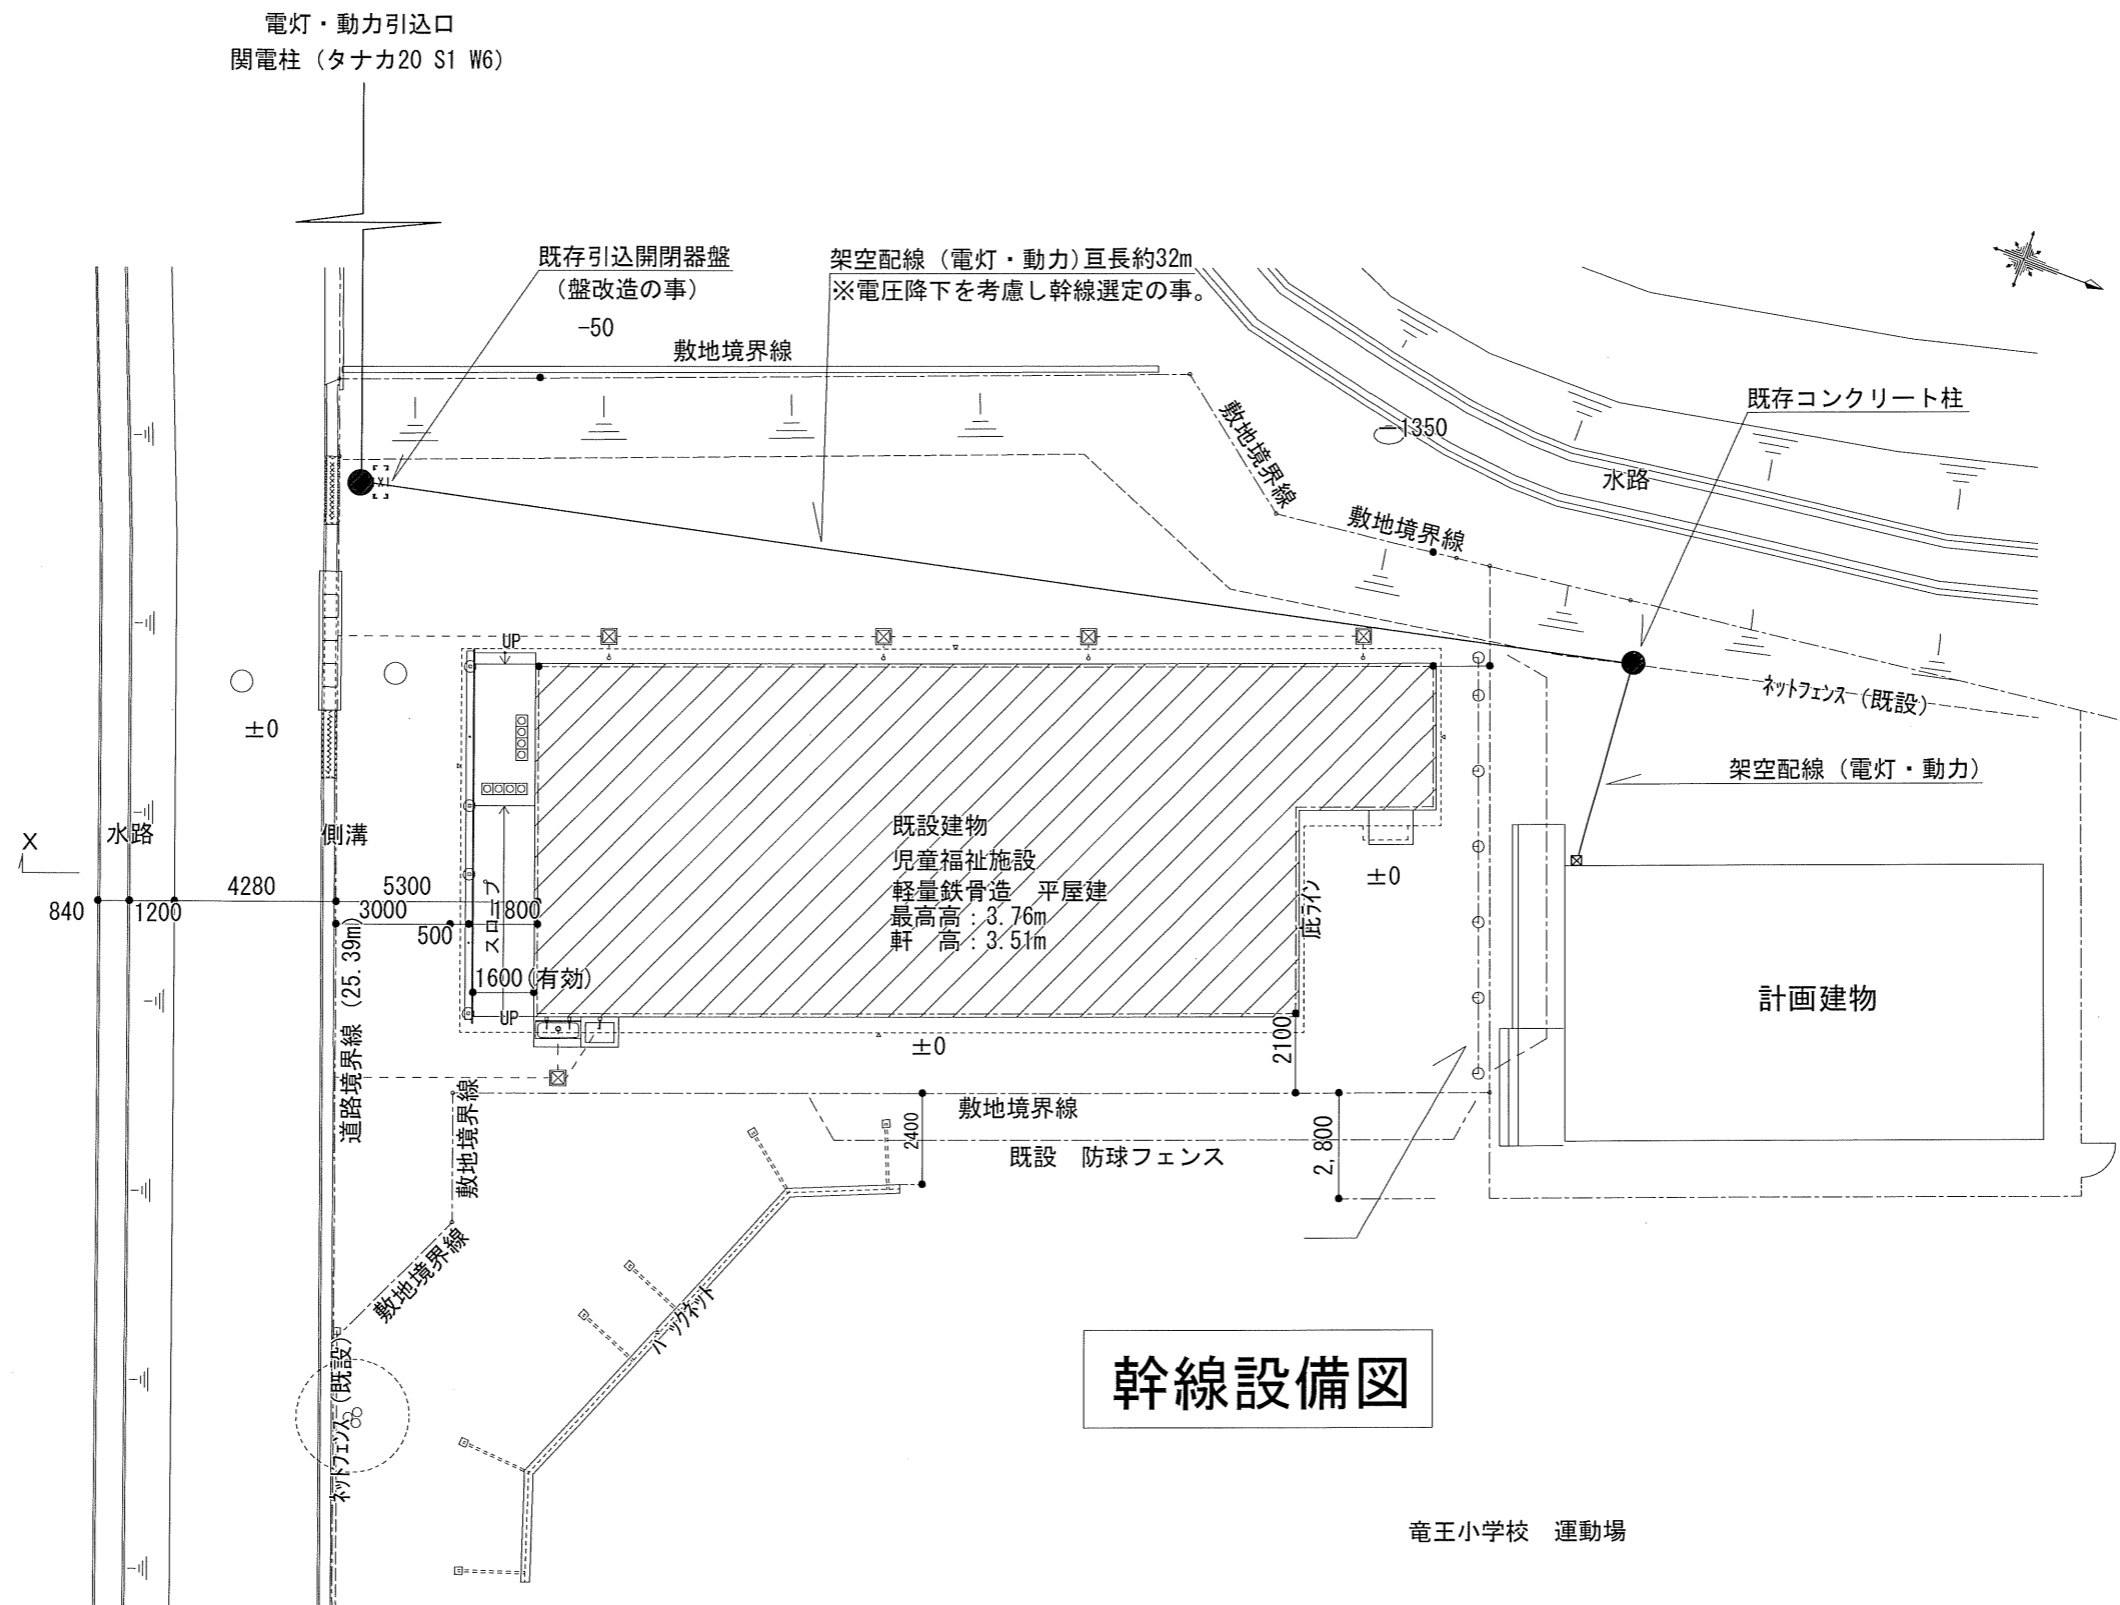 電灯・動力引込口
関電柱（タナカ20 S1 W6）
既存引込開閉器盤
（盤改造の事）
-50
架空配線（電灯・動力）亘長約32m
※電圧降下を考慮し幹線選定の事。
敷地境界線
敷地境界線
敷地境界線
-1350
水路
既存コンクリート柱
ネットフェンス（既設）
架空配線（電灯・動力）
UP
±0
X
水路
側溝
4280
5300
840
1200
3000
1800
500
スロープ
1600(有効)
UP
道路境界線 (25.39m)
既設建物
児童福祉施設
軽量鉄骨造　平屋建
最高高：3.76m
軒　高：3.51m
庇ライン
±0
±0
2100
計画建物
敷地境界線
敷地境界線
敷地境界線
2400
2,800
既設　防球フェンス
バックネット
ネットフェンス（既設）
幹線設備図
竜王小学校　運動場